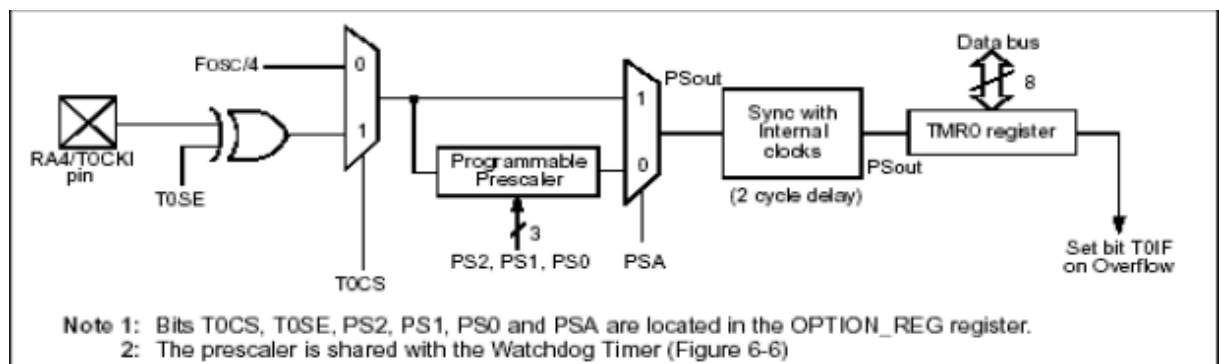 Data bus
FOSC/4
0
PSout
8
1
Sync with
Internal
clocks
TMR0 register
1
RA4/T0CKI
pin
Programmable
Prescaler
0
PSout
T0SE
(2 cycle delay)
3
PS2, PS1, PS0
PSA
Set bit T0IF
on Overflow
T0CS
Note 1: Bits T0CS, T0SE, PS2, PS1, PS0 and PSA are located in the OPTION_REG register.
2: The prescaler is shared with the Watchdog Timer (Figure 6-6)